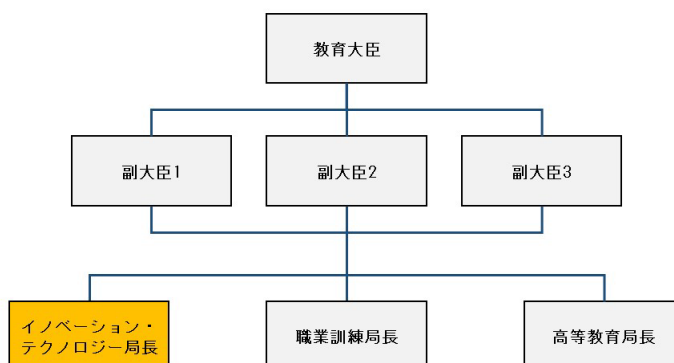 教育大臣
副大臣1
副大臣2
副大臣3
イノベーション・
テクノロジー局長
職業訓練局長
高等教育局長